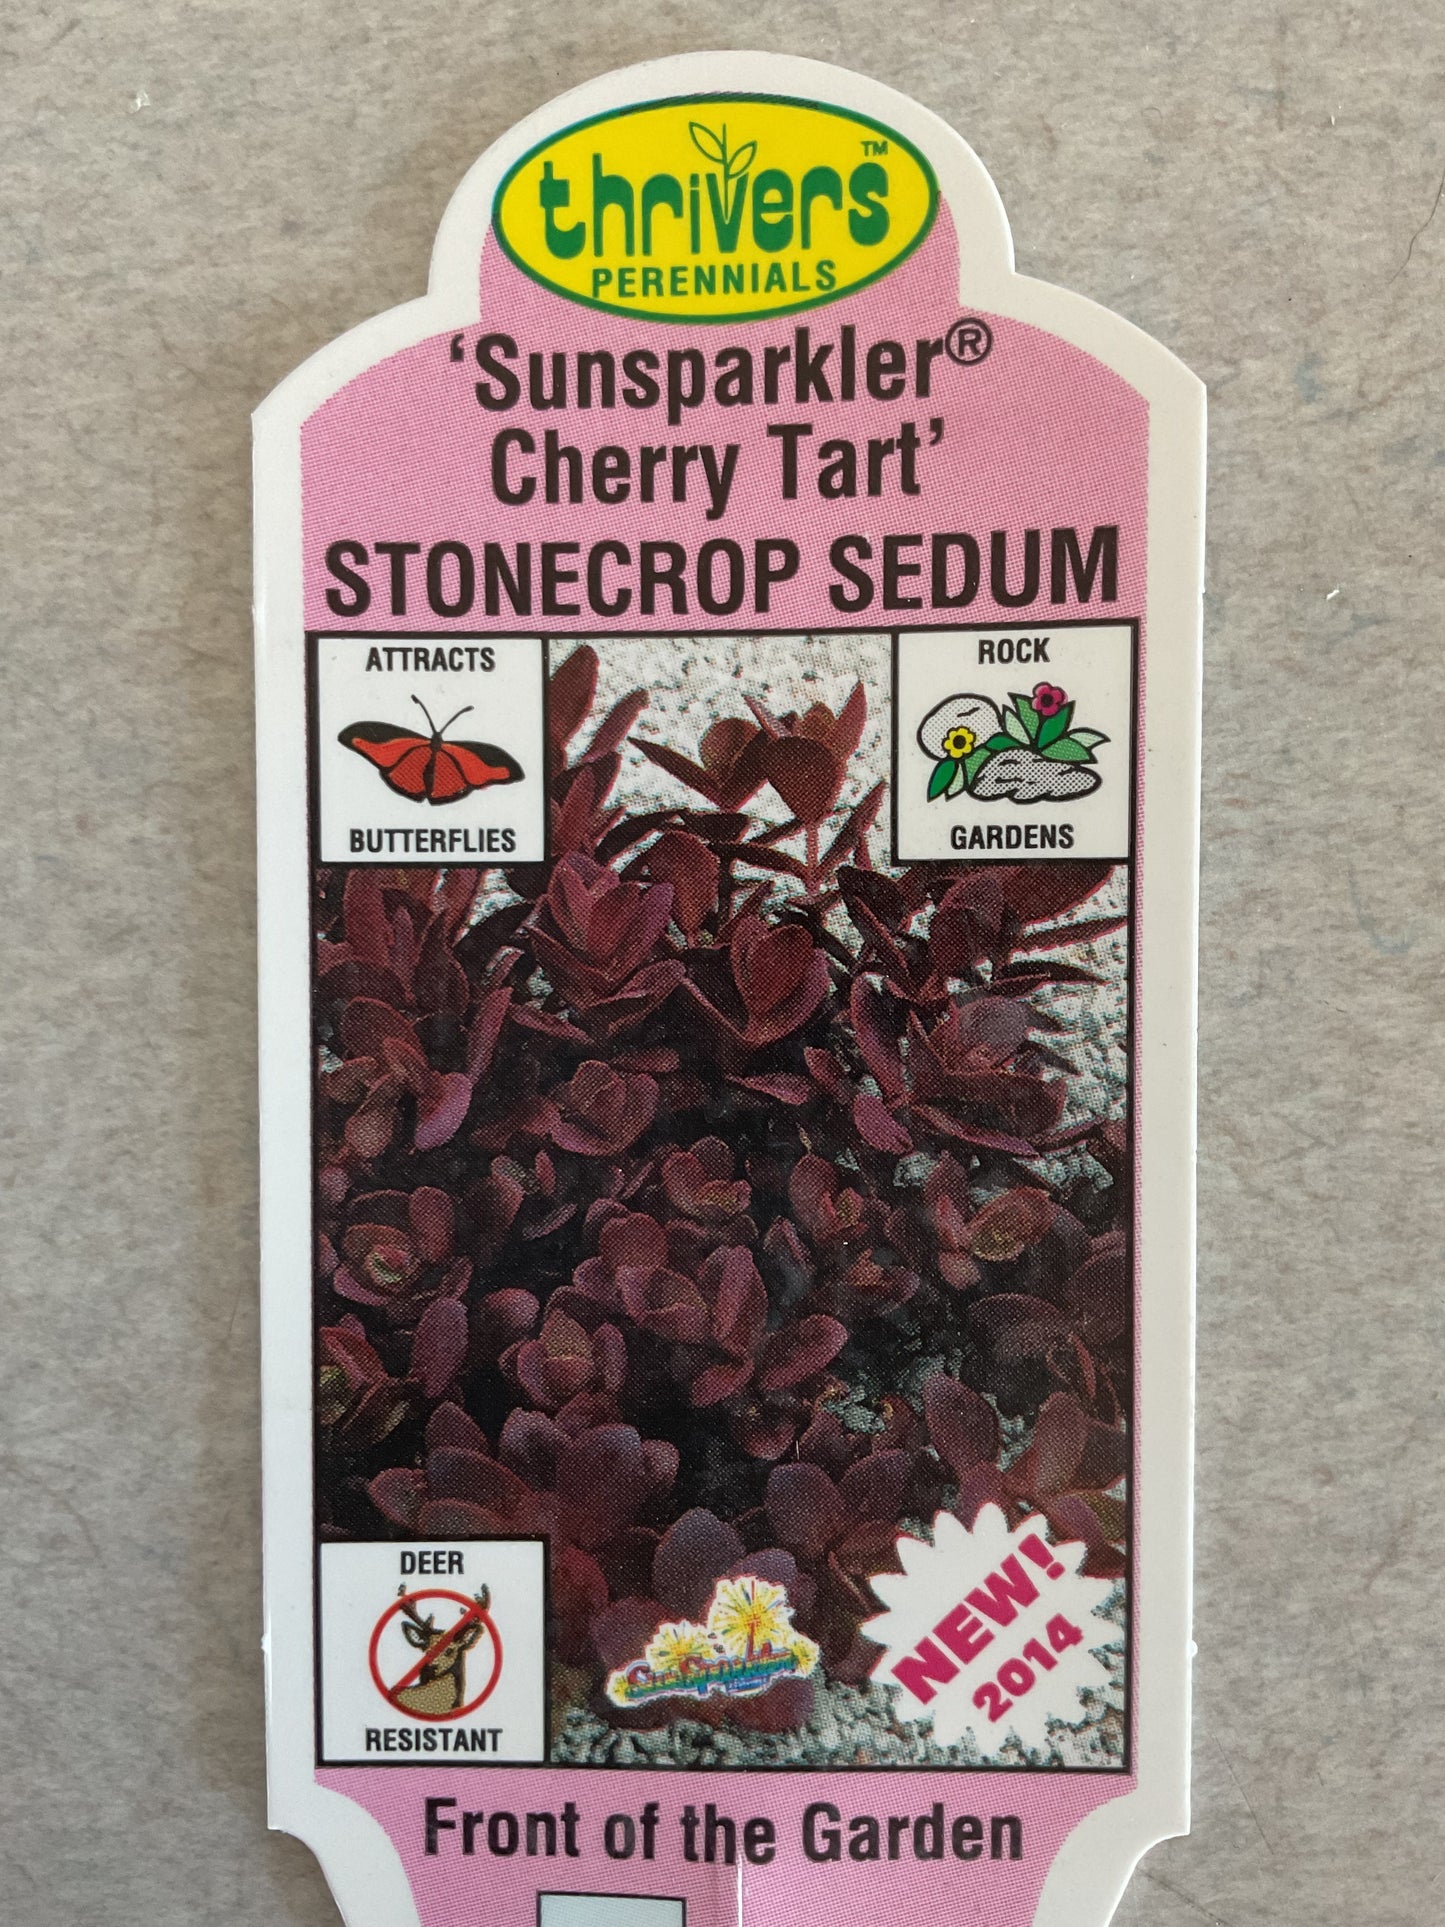 thrivers™
PERENNIALS
‘Sunsparkler®
Cherry Tart’
STONECROP SEDUM
ATTRACTS
BUTTERFLIES
ROCK
GARDENS
DEER
RESISTANT
SunSparkler
NEW!
2014
Front of the Garden